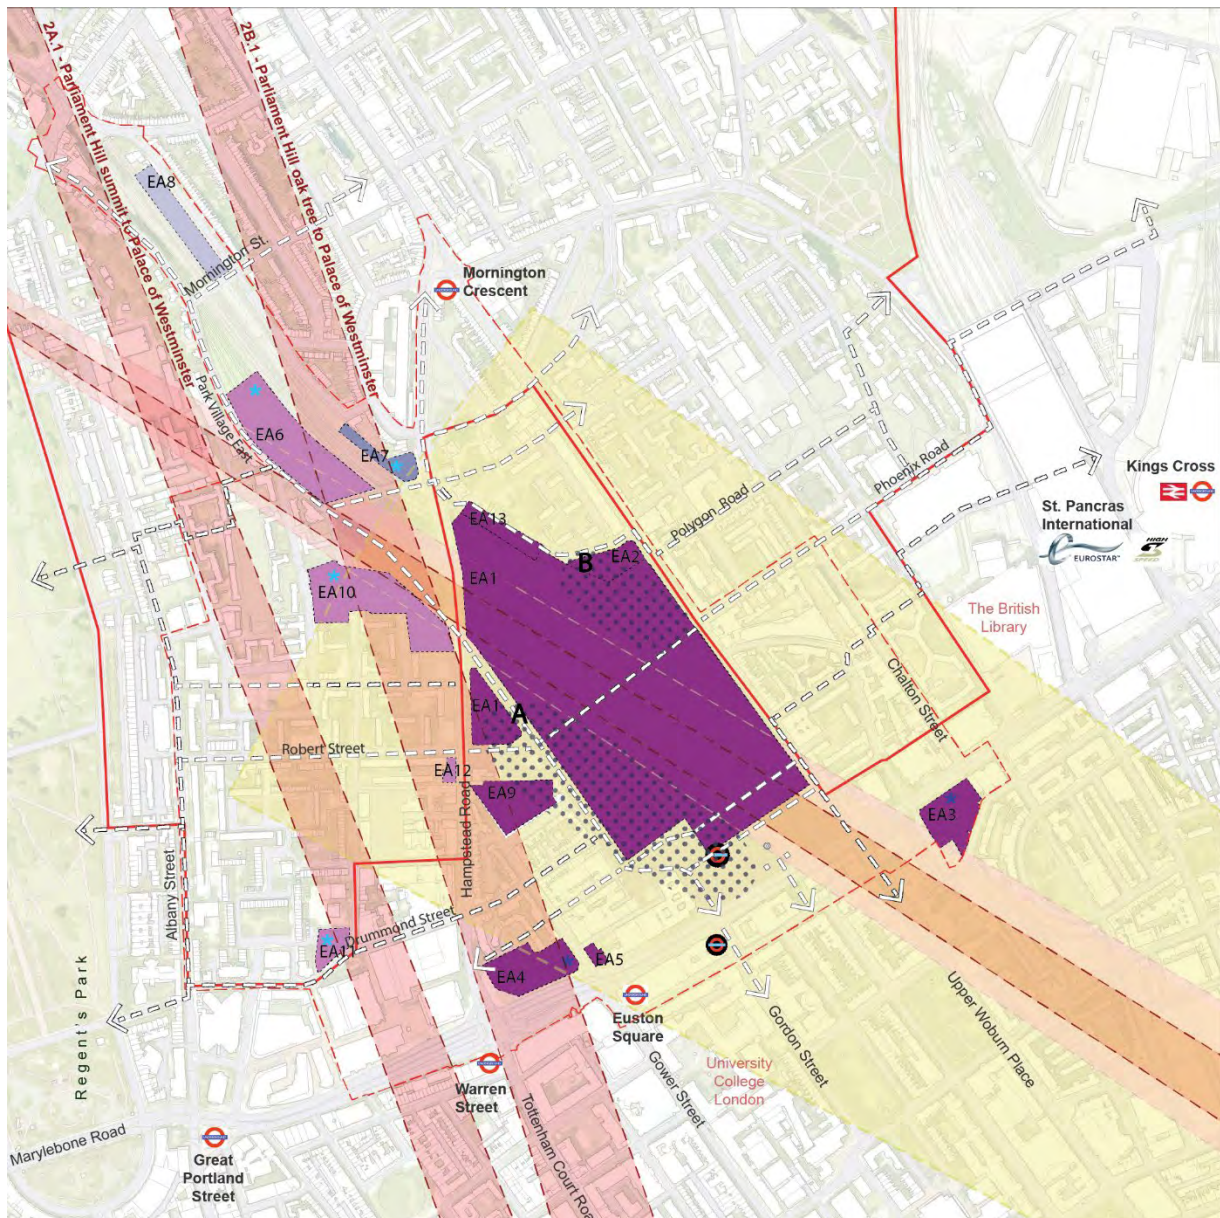 2A.1 - Parliament Hill summit to Palace of Westminster
2B.1 - Parliament Hill oak tree to Palace of Westminster
EA8
Mornington St.
Mornington
Crescent
Park Village East
EA6
EA7
Phoenix Road
Polygon Road
Kings Cross
St. Pancras
International
EUROSTAR
HIGH
SPEED
EA13
B
EA2
EA1
EA10
The British
Library
Chalton Street
EA1
A
Robert Street
EA12
EA9
Hampstead Road
EA3
Albany Street
Drummond Street
EA11
EA4
EA5
Regent's Park
Euston
Square
Upper Woburn Place
Gordon Street
Gower Street
University
College
London
Warren
Street
Tottenham Court Roa
Marylebone Road
Great
Portland
Street